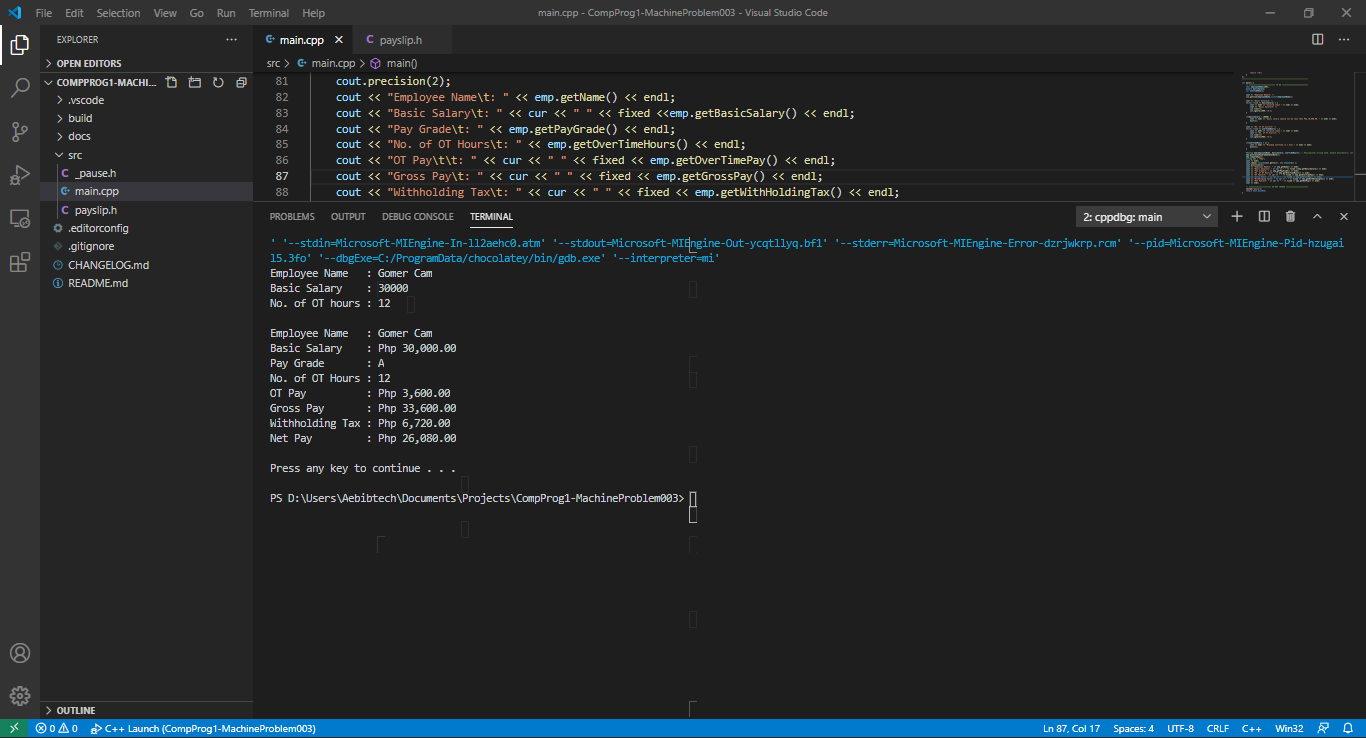 File Edit Selection View Go Run Terminal Help main.cpp - CompProg1-MachineProblem003 - Visual Studio Code
EXPLORER ...
main.cpp payslip.h
OPEN EDITORS
src > main.cpp > main()
COMPPROG1-MACHI...
.vscode
build
docs
src
_pause.h
main.cpp
payslip.h
.editorconfig
.gitignore
CHANGELOG.md
README.md
OUTLINE
81 cout.precision(2);
82 cout << "Employee Name\t: " << emp.getName() << endl;
83 cout << "Basic Salary\t: " << cur << " " << fixed <<emp.getBasicSalary() << endl;
84 cout << "Pay Grade\t: " << emp.getPayGrade() << endl;
85 cout << "No. of OT Hours\t: " << emp.getOverTimeHours() << endl;
86 cout << "OT Pay\t\t: " << cur << " " << fixed << emp.getOverTimePay() << endl;
87 cout << "Gross Pay\t: " << cur << " " << fixed << emp.getGrossPay() << endl;
88 cout << "Withholding Tax\t: " << cur << " " << fixed << emp.getWithHoldingTax() << endl;
PROBLEMS OUTPUT DEBUG CONSOLE TERMINAL 2: cppdbg: main
' '--stdin=Microsoft-MIEngine-In-ll2aehc0.atm' '--stdout=Microsoft-MIEngine-Out-ycqtllyq.bf1' '--stderr=Microsoft-MIEngine-Error-dzrjwkrp.rcm' '--pid=Microsoft-MIEngine-Pid-hzugai
l5.3fo' '--dbgExe=C:/ProgramData/chocolatey/bin/gdb.exe' '--interpreter=mi'
Employee Name : Gomer Cam
Basic Salary : 30000
No. of OT hours : 12
Employee Name : Gomer Cam
Basic Salary : Php 30,000.00
Pay Grade : A
No. of OT Hours : 12
OT Pay : Php 3,600.00
Gross Pay : Php 33,600.00
Withholding Tax : Php 6,720.00
Net Pay : Php 26,080.00
Press any key to continue . . .
PS D:\Users\Aebibtech\Documents\Projects\CompProg1-MachineProblem003>
0 0 C++ Launch (CompProg1-MachineProblem003) Ln 87, Col 17 Spaces: 4 UTF-8 CRLF C++ Win32